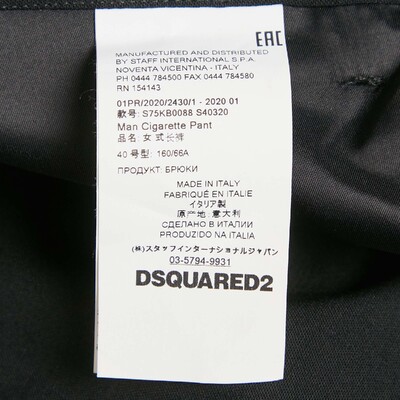 EAC
MANUFACTURED AND DISTRIBUTED
BY STAFF INTERNATIONAL S.P.A.
NOVENTA VICENTINA - ITALY
PH 0444 784500 FAX 0444 784580
RN 154143
01PR/2020/2430/1 - 2020 01
款号: S75KB0088 S40320
Man Cigarette Pant
品名: 女式长裤
40 号型: 160/66A
ПРОДУКТ: БРЮКИ
MADE IN ITALY
FABRIQUÉ EN ITALIE
イタリア製
原产地: 意大利
СДЕЛАНО В ИТАЛИИ
PRODUZIDO NA ITALIA
(株)スタッフインターナショナルジャパン
03-5794-9931
DSQUARED2